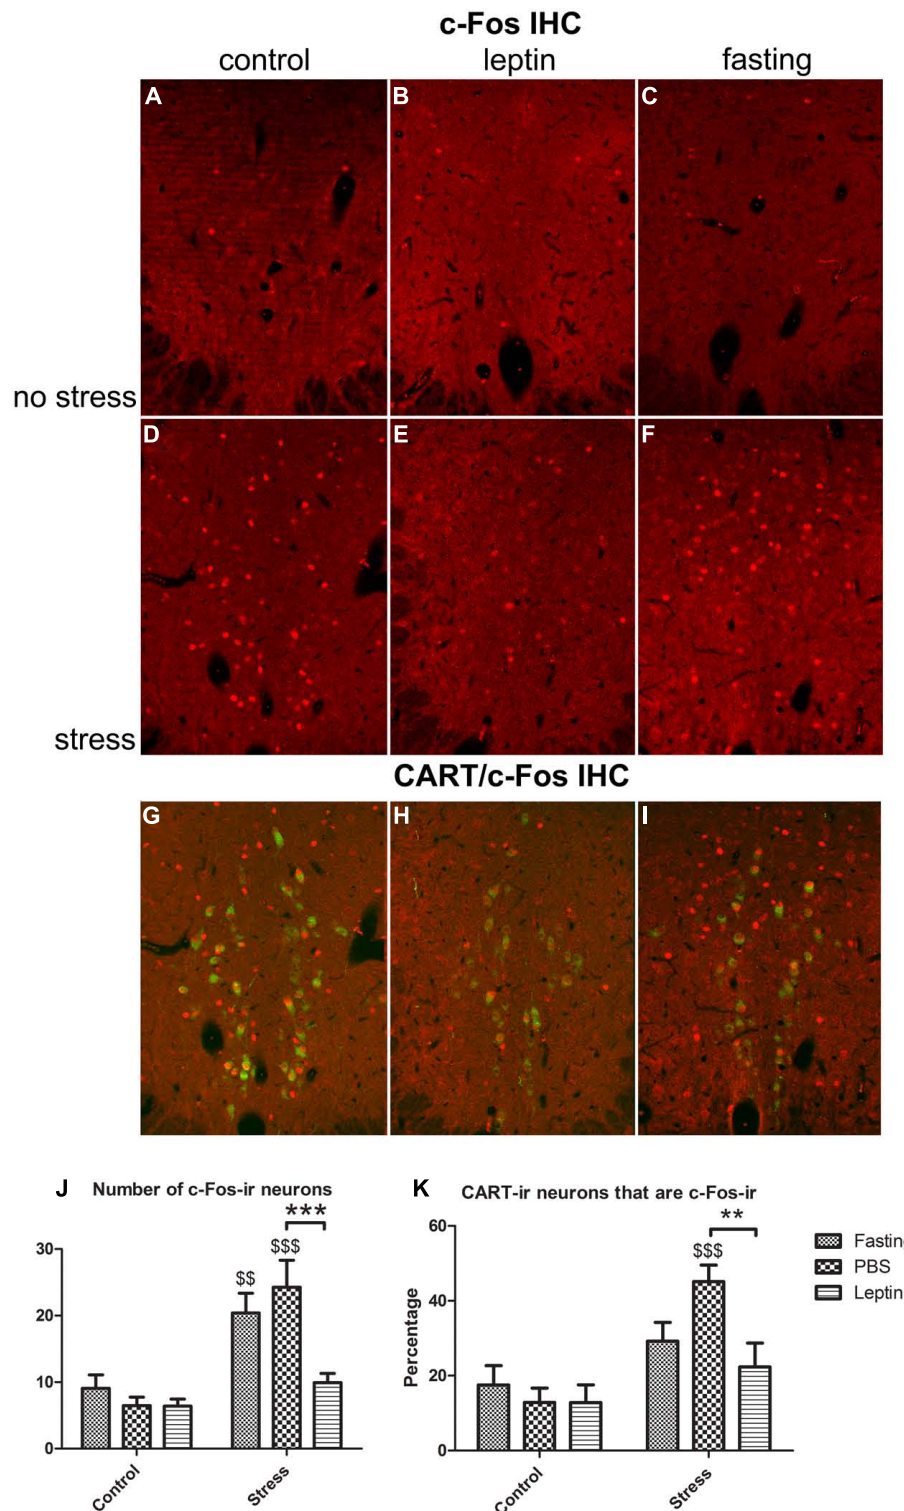 c-Fos IHC
control leptin fasting
A B C
no stress
D E F
stress
CART/c-Fos IHC
G H I
J Number of c-Fos-ir neurons
***
$$$
$$
30
20
10
0
Control Stress
K CART-ir neurons that are c-Fos-ir
**
$$$
Percentage
60
40
20
0
Control Stress
Fastin
PBS
Leptin